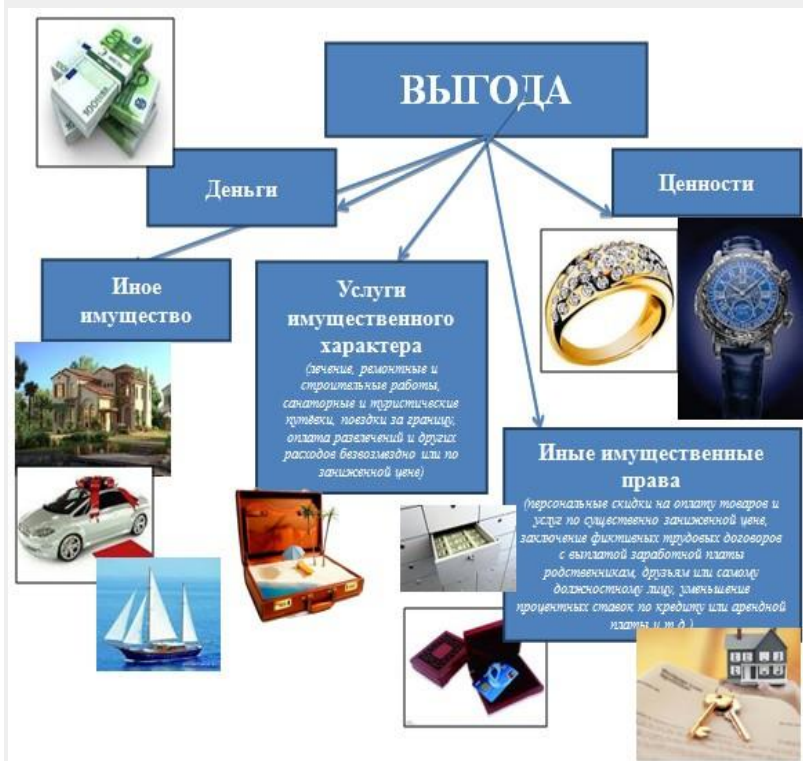 ВЫГОДА
Деньги
Ценности
Иное
имущество
Услуги
имущественного
характера
(лечение, ремонтные и
строительные работы,
санаторные и туристические
путёвки, поездки за границу,
оплата развлечений и других
расходов безвозмездно или по
заниженной цене)
Иные имущественные
права
(персональные скидки на оплату товаров и
услуг по существенно заниженной цене,
заключение фиктивных трудовых договоров
с выплатой заработной платы
родственникам, друзьям или самому
должностному лицу, уменьшение
процентных ставок по кредиту или арендной
платы и т.д.)
100
100